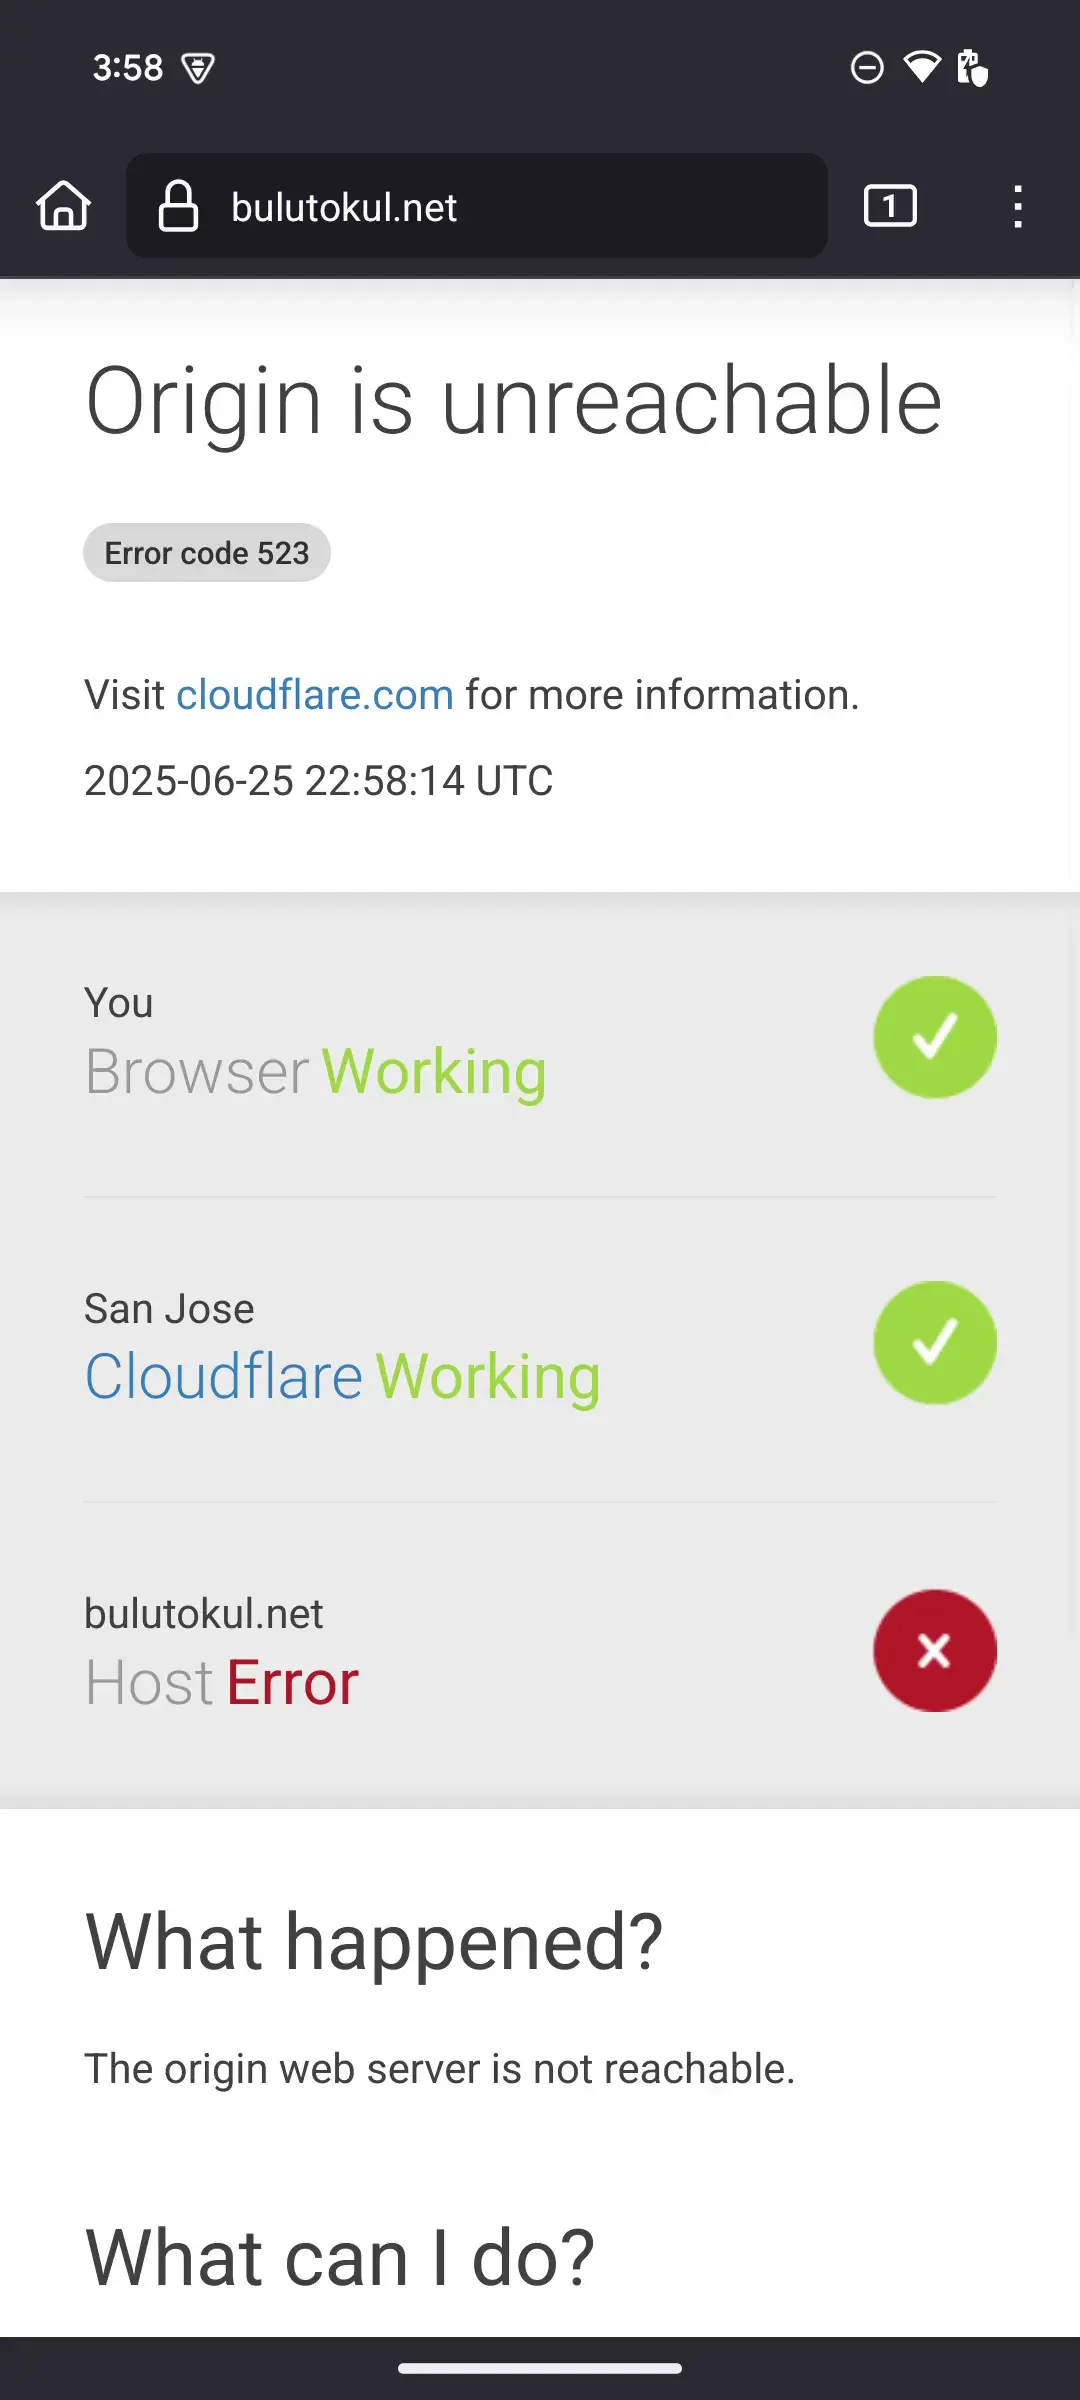 3:58
bulutokul.net
1
Origin is unreachable
Error code 523
Visit cloudflare.com for more information.
2025-06-25 22:58:14 UTC
You
Browser Working
San Jose
Cloudflare Working
bulutokul.net
Host Error
What happened?
The origin web server is not reachable.
What can I do?